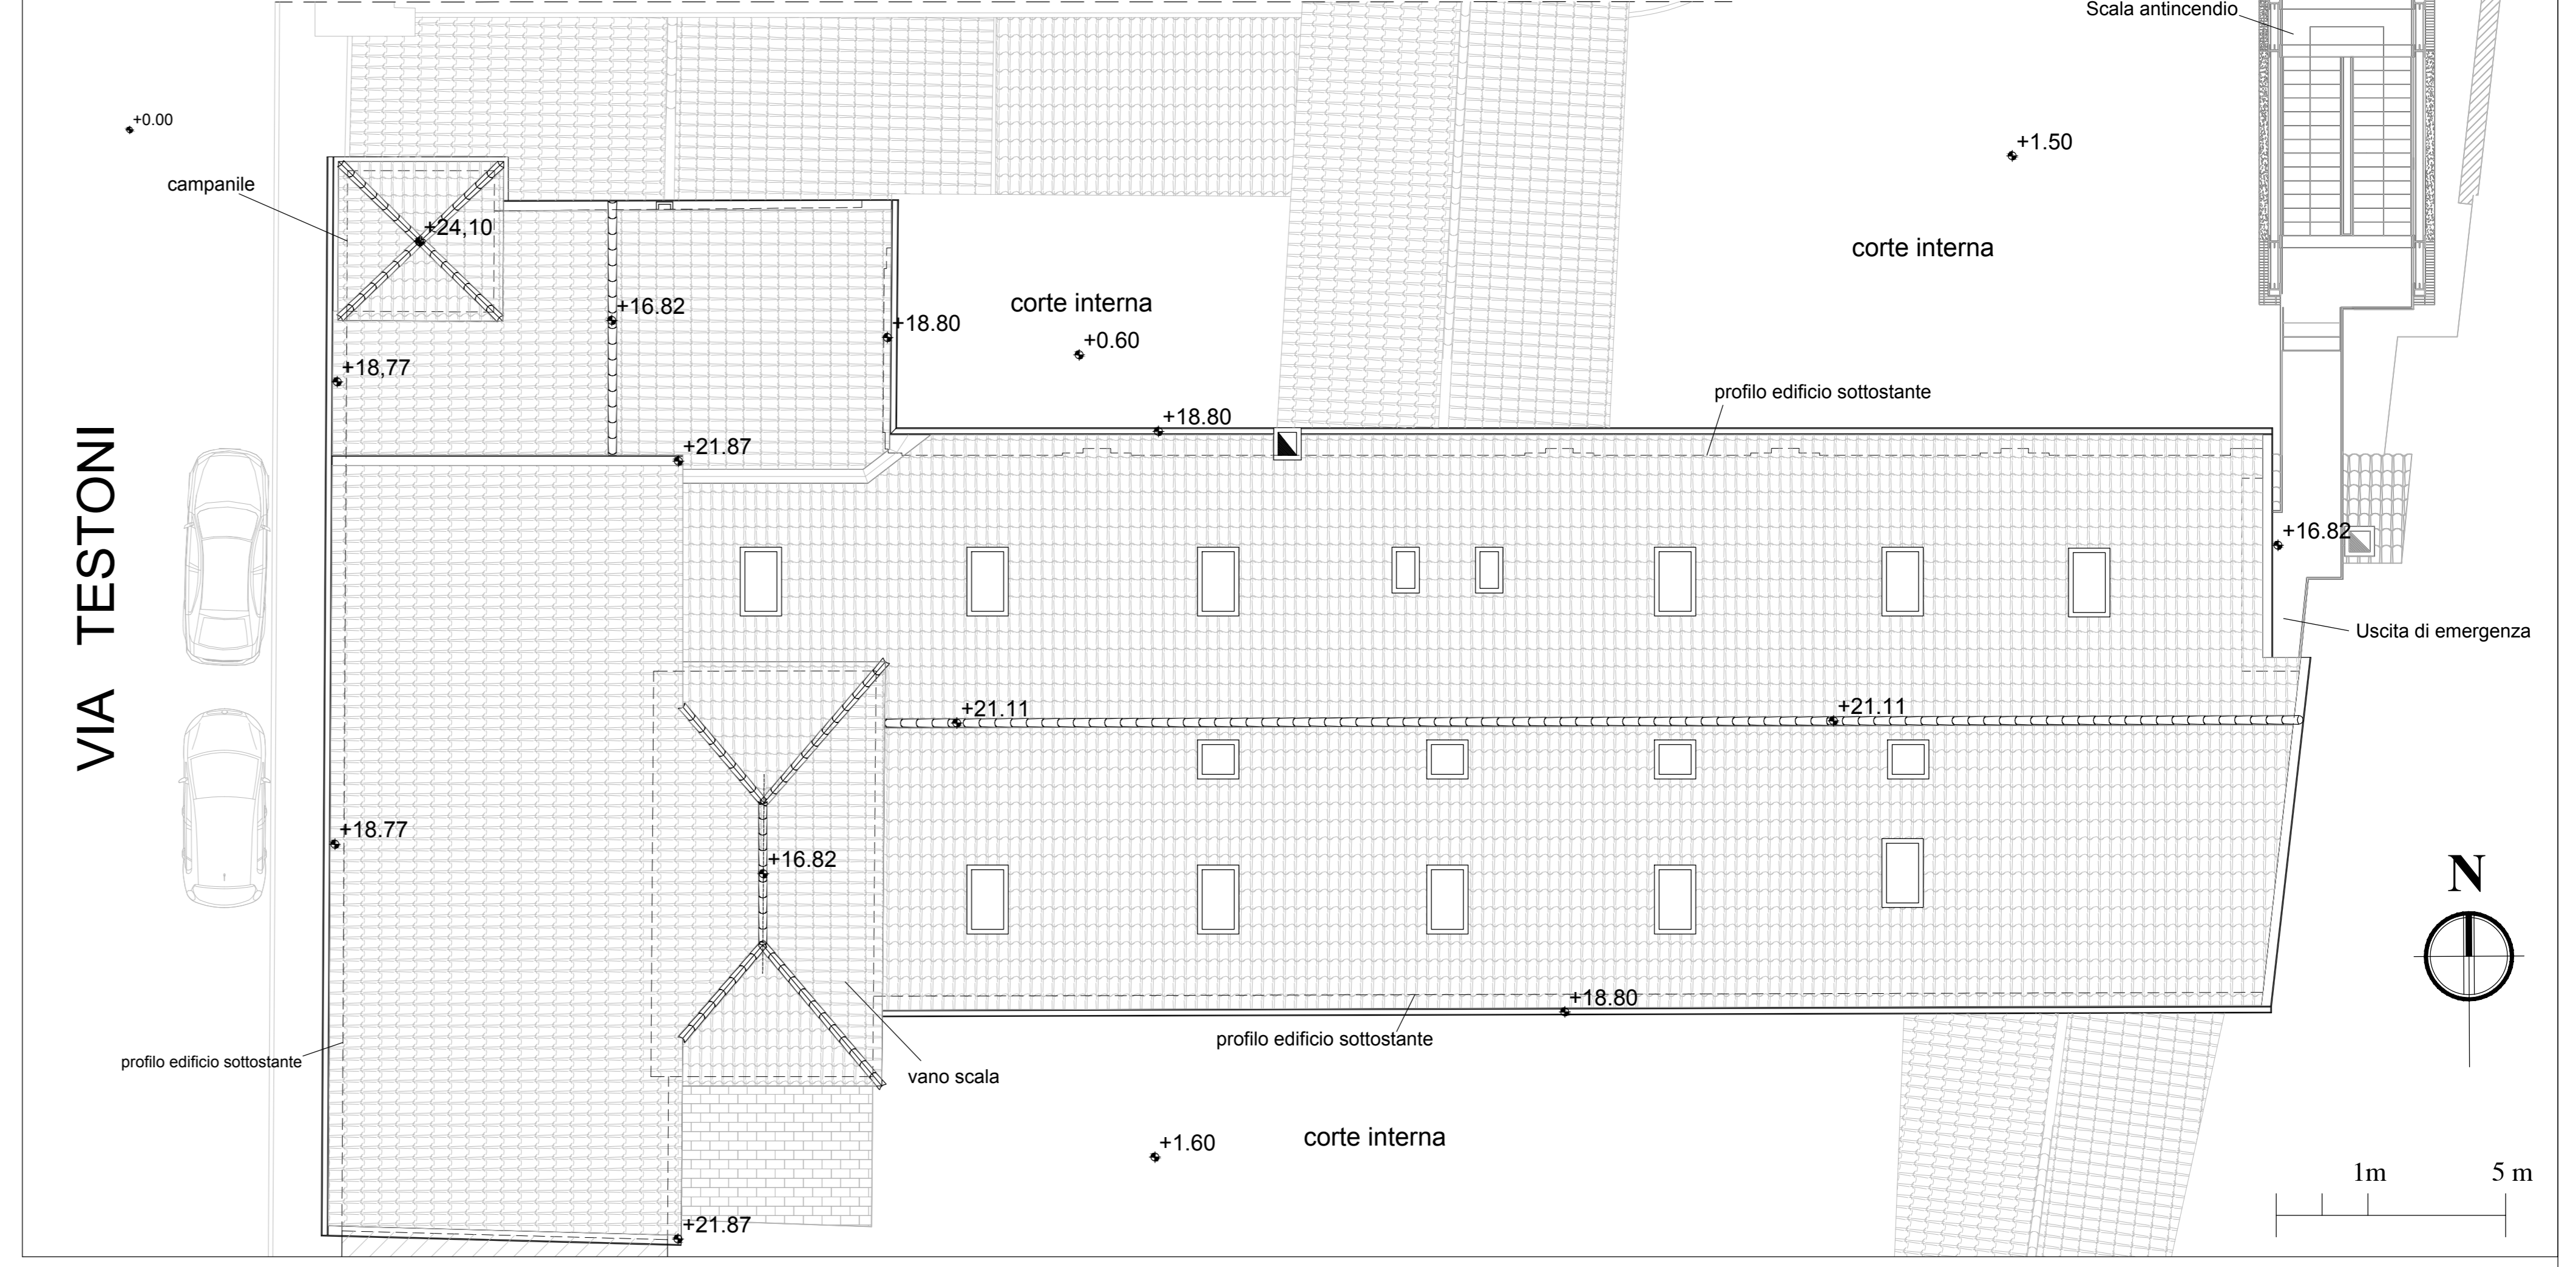 Scala antincendio
+0.00
+1.50
campanile
+24,10
corte interna
+16.82
corte interna
+18.80
+0.60
+18,77
profilo edificio sottostante
+18.80
+21.87
VIA TESTONI
+16.82
Uscita di emergenza
+21.11
+21.11
+18.77
+16.82
N
+18.80
profilo edificio sottostante
profilo edificio sottostante
vano scala
corte interna
+1.60
1m
5 m
+21.87